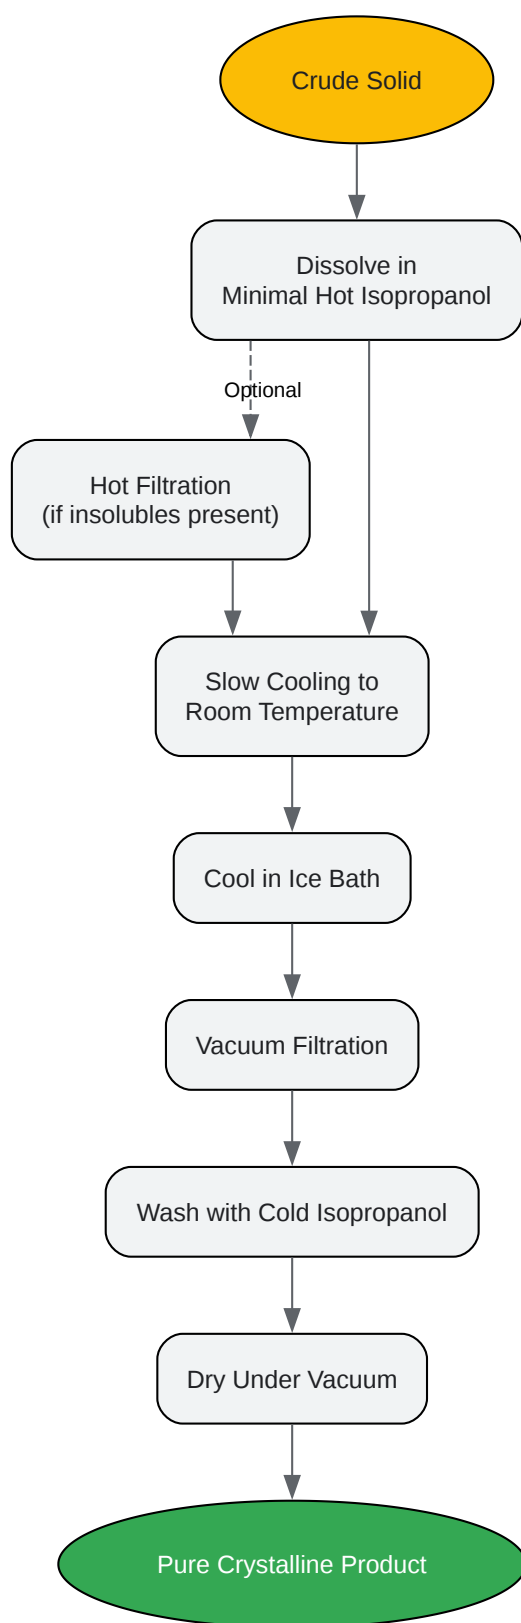 Crude Solid
Dissolve in
Minimal Hot Isopropanol
Optional
Hot Filtration
(if insolubles present)
Slow Cooling to
Room Temperature
Cool in Ice Bath
Vacuum Filtration
Wash with Cold Isopropanol
Dry Under Vacuum
Pure Crystalline Product